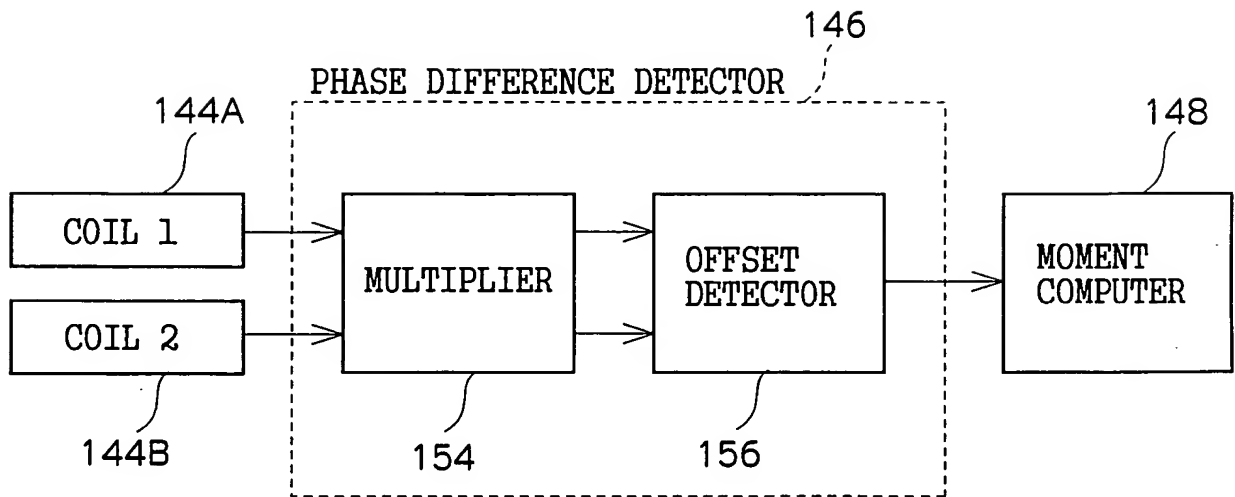 146
PHASE DIFFERENCE DETECTOR
144A
148
COIL 1
COIL 2
MULTIPLIER
OFFSET
DETECTOR
MOMENT
COMPUTER
144B
154
156